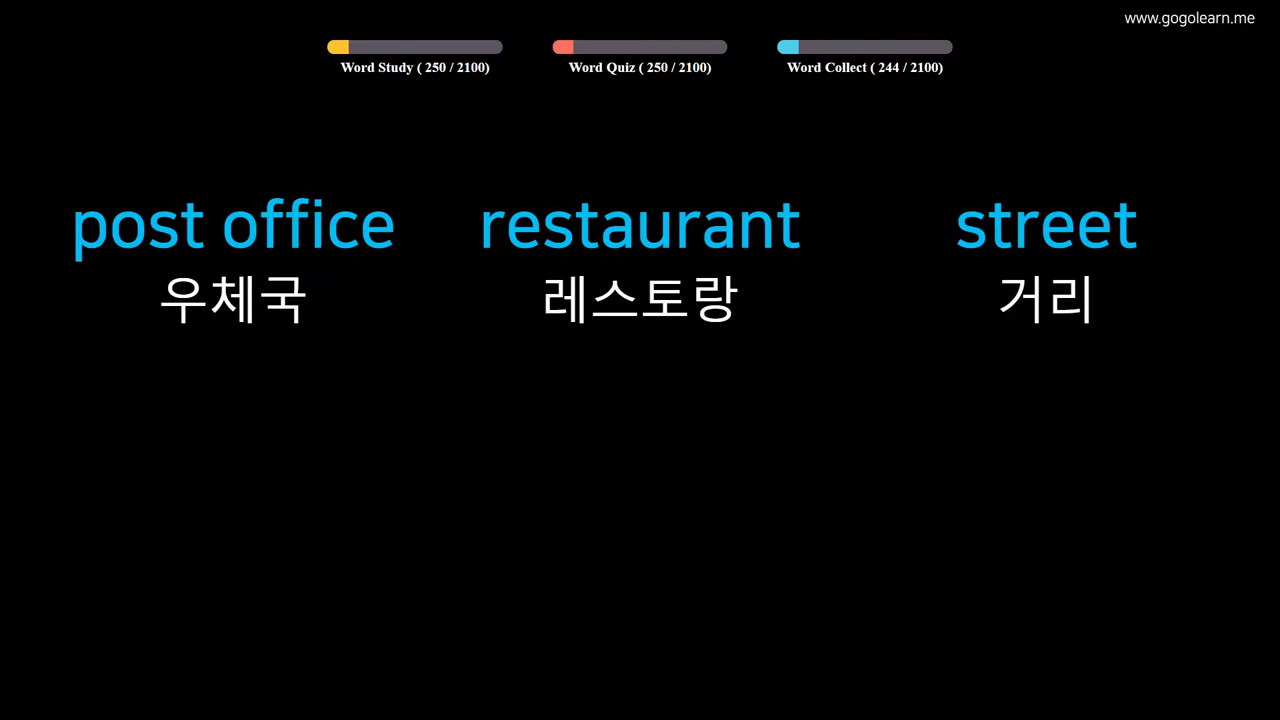 www.gogolearn.me
Word Study ( 250 / 2100)
Word Quiz ( 250 / 2100)
Word Collect ( 244 / 2100)
post office
우체국
restaurant
레스토랑
street
거리